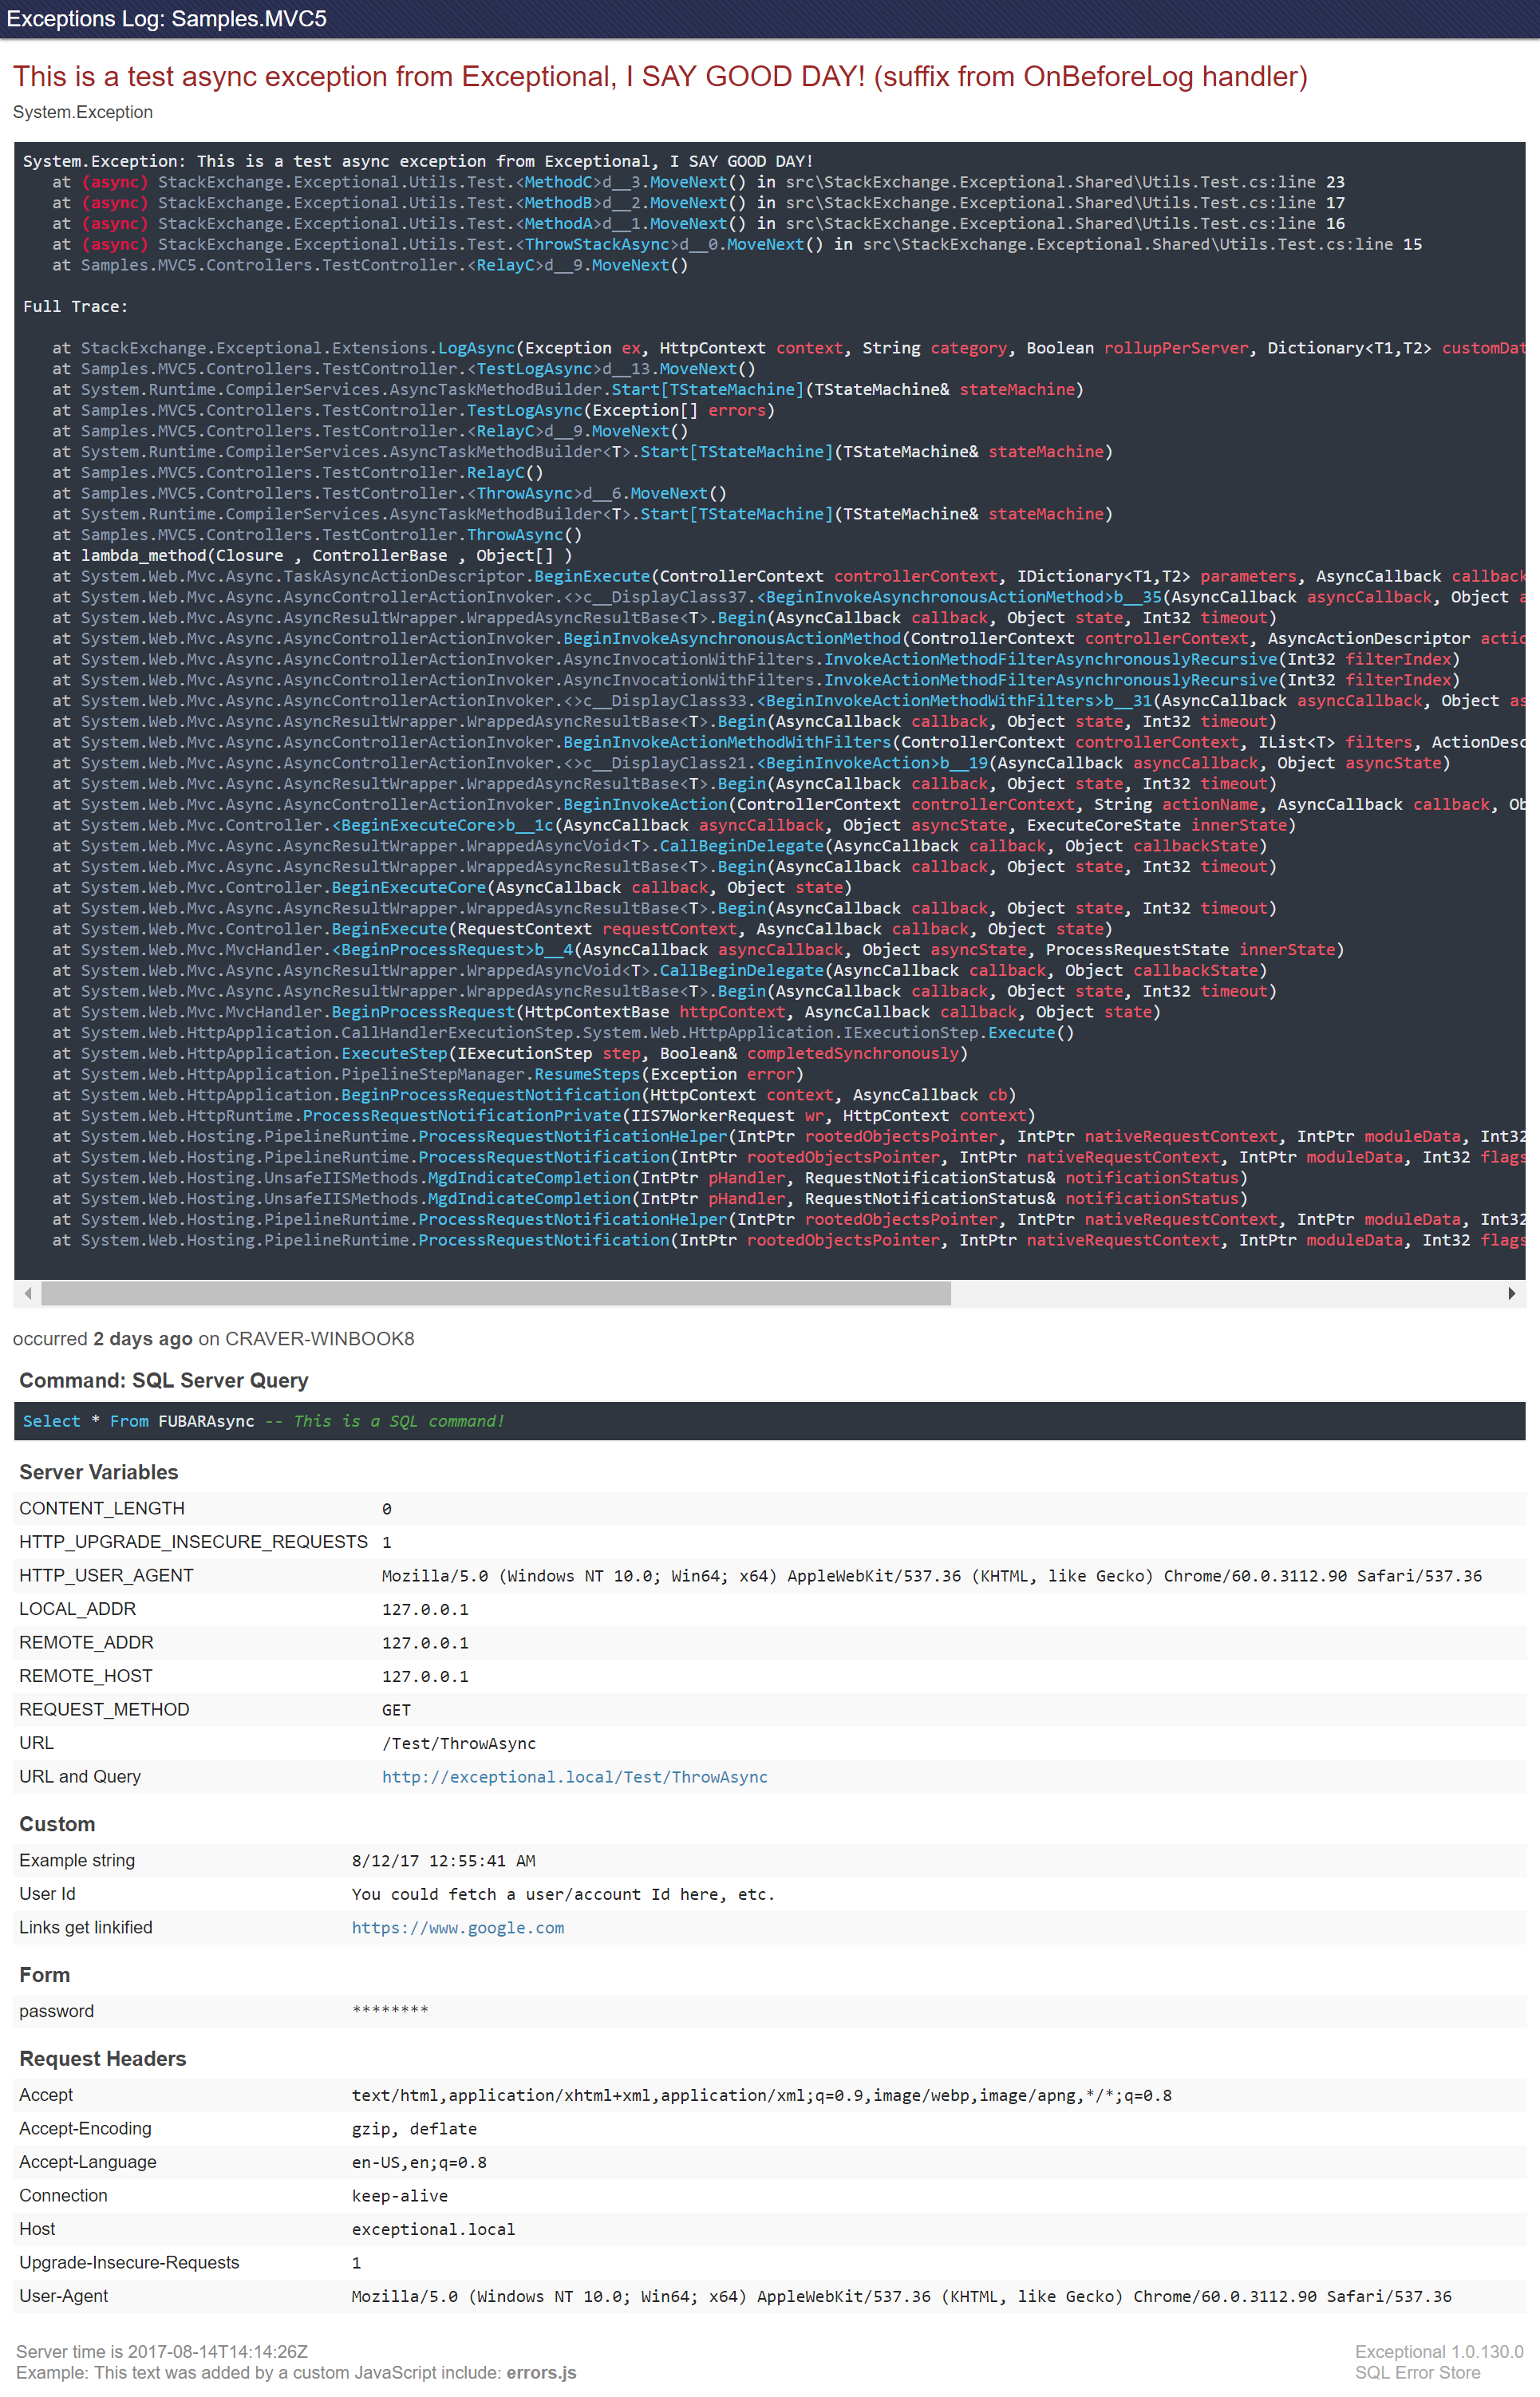 Exceptions Log: Samples.MVC5
This is a test async exception from Exceptional, I SAY GOOD DAY! (suffix from OnBeforeLog handler)
System.Exception
System.Exception: This is a test async exception from Exceptional, I SAY GOOD DAY!
   at (async) StackExchange.Exceptional.Utils.Test.<MethodC>d__3.MoveNext() in src\StackExchange.Exceptional.Shared\Utils.Test.cs:line 23
   at (async) StackExchange.Exceptional.Utils.Test.<MethodB>d__2.MoveNext() in src\StackExchange.Exceptional.Shared\Utils.Test.cs:line 17
   at (async) StackExchange.Exceptional.Utils.Test.<MethodA>d__1.MoveNext() in src\StackExchange.Exceptional.Shared\Utils.Test.cs:line 16
   at (async) StackExchange.Exceptional.Utils.Test.<ThrowStackAsync>d__0.MoveNext() in src\StackExchange.Exceptional.Shared\Utils.Test.cs:line 15
   at Samples.MVC5.Controllers.TestController.<RelayC>d__9.MoveNext()
Full Trace:
   at StackExchange.Exceptional.Extensions.LogAsync(Exception ex, HttpContext context, String category, Boolean rollupPerServer, Dictionary<T1,T2> customDat
   at Samples.MVC5.Controllers.TestController.<TestLogAsync>d__13.MoveNext()
   at System.Runtime.CompilerServices.AsyncTaskMethodBuilder.Start[TStateMachine](TStateMachine& stateMachine)
   at Samples.MVC5.Controllers.TestController.TestLogAsync(Exception[] errors)
   at Samples.MVC5.Controllers.TestController.<RelayC>d__9.MoveNext()
   at System.Runtime.CompilerServices.AsyncTaskMethodBuilder<T>.Start[TStateMachine](TStateMachine& stateMachine)
   at Samples.MVC5.Controllers.TestController.RelayC()
   at Samples.MVC5.Controllers.TestController.<ThrowAsync>d__6.MoveNext()
   at System.Runtime.CompilerServices.AsyncTaskMethodBuilder<T>.Start[TStateMachine](TStateMachine& stateMachine)
   at Samples.MVC5.Controllers.TestController.ThrowAsync()
   at lambda_method(Closure , ControllerBase , Object[] )
   at System.Web.Mvc.Async.TaskAsyncActionDescriptor.BeginExecute(ControllerContext controllerContext, IDictionary<T1,T2> parameters, AsyncCallback callback
   at System.Web.Mvc.Async.AsyncControllerActionInvoker.<>c__DisplayClass37.<BeginInvokeAsynchronousActionMethod>b__35(AsyncCallback asyncCallback, Object a
   at System.Web.Mvc.Async.AsyncResultWrapper.WrappedAsyncResultBase<T>.Begin(AsyncCallback callback, Object state, Int32 timeout)
   at System.Web.Mvc.Async.AsyncControllerActionInvoker.BeginInvokeAsynchronousActionMethod(ControllerContext controllerContext, AsyncActionDescriptor actio
   at System.Web.Mvc.Async.AsyncControllerActionInvoker.AsyncInvocationWithFilters.InvokeActionMethodFilterAsynchronouslyRecursive(Int32 filterIndex)
   at System.Web.Mvc.Async.AsyncControllerActionInvoker.AsyncInvocationWithFilters.InvokeActionMethodFilterAsynchronouslyRecursive(Int32 filterIndex)
   at System.Web.Mvc.Async.AsyncControllerActionInvoker.<>c__DisplayClass33.<BeginInvokeActionMethodWithFilters>b__31(AsyncCallback asyncCallback, Object as
   at System.Web.Mvc.Async.AsyncResultWrapper.WrappedAsyncResultBase<T>.Begin(AsyncCallback callback, Object state, Int32 timeout)
   at System.Web.Mvc.Async.AsyncControllerActionInvoker.BeginInvokeActionMethodWithFilters(ControllerContext controllerContext, IList<T> filters, ActionDesc
   at System.Web.Mvc.Async.AsyncControllerActionInvoker.<>c__DisplayClass21.<BeginInvokeAction>b__19(AsyncCallback asyncCallback, Object asyncState)
   at System.Web.Mvc.Async.AsyncResultWrapper.WrappedAsyncResultBase<T>.Begin(AsyncCallback callback, Object state, Int32 timeout)
   at System.Web.Mvc.Async.AsyncControllerActionInvoker.BeginInvokeAction(ControllerContext controllerContext, String actionName, AsyncCallback callback, Ob
   at System.Web.Mvc.Controller.<BeginExecuteCore>b__1c(AsyncCallback asyncCallback, Object asyncState, ExecuteCoreState innerState)
   at System.Web.Mvc.Async.AsyncResultWrapper.WrappedAsyncVoid<T>.CallBeginDelegate(AsyncCallback callback, Object callbackState)
   at System.Web.Mvc.Async.AsyncResultWrapper.WrappedAsyncResultBase<T>.Begin(AsyncCallback callback, Object state, Int32 timeout)
   at System.Web.Mvc.Controller.BeginExecuteCore(AsyncCallback callback, Object state)
   at System.Web.Mvc.Async.AsyncResultWrapper.WrappedAsyncResultBase<T>.Begin(AsyncCallback callback, Object state, Int32 timeout)
   at System.Web.Mvc.Controller.BeginExecute(RequestContext requestContext, AsyncCallback callback, Object state)
   at System.Web.Mvc.MvcHandler.<BeginProcessRequest>b__4(AsyncCallback asyncCallback, Object asyncState, ProcessRequestState innerState)
   at System.Web.Mvc.Async.AsyncResultWrapper.WrappedAsyncVoid<T>.CallBeginDelegate(AsyncCallback callback, Object callbackState)
   at System.Web.Mvc.Async.AsyncResultWrapper.WrappedAsyncResultBase<T>.Begin(AsyncCallback callback, Object state, Int32 timeout)
   at System.Web.Mvc.MvcHandler.BeginProcessRequest(HttpContextBase httpContext, AsyncCallback callback, Object state)
   at System.Web.HttpApplication.CallHandlerExecutionStep.System.Web.HttpApplication.IExecutionStep.Execute()
   at System.Web.HttpApplication.ExecuteStep(IExecutionStep step, Boolean& completedSynchronously)
   at System.Web.HttpApplication.PipelineStepManager.ResumeSteps(Exception error)
   at System.Web.HttpApplication.BeginProcessRequestNotification(HttpContext context, AsyncCallback cb)
   at System.Web.HttpRuntime.ProcessRequestNotificationPrivate(IIS7WorkerRequest wr, HttpContext context)
   at System.Web.Hosting.PipelineRuntime.ProcessRequestNotificationHelper(IntPtr rootedObjectsPointer, IntPtr nativeRequestContext, IntPtr moduleData, Int32
   at System.Web.Hosting.PipelineRuntime.ProcessRequestNotification(IntPtr rootedObjectsPointer, IntPtr nativeRequestContext, IntPtr moduleData, Int32 flags
   at System.Web.Hosting.UnsafeIISMethods.MgdIndicateCompletion(IntPtr pHandler, RequestNotificationStatus& notificationStatus)
   at System.Web.Hosting.UnsafeIISMethods.MgdIndicateCompletion(IntPtr pHandler, RequestNotificationStatus& notificationStatus)
   at System.Web.Hosting.PipelineRuntime.ProcessRequestNotificationHelper(IntPtr rootedObjectsPointer, IntPtr nativeRequestContext, IntPtr moduleData, Int32
   at System.Web.Hosting.PipelineRuntime.ProcessRequestNotification(IntPtr rootedObjectsPointer, IntPtr nativeRequestContext, IntPtr moduleData, Int32 flags
occurred 2 days ago on CRAVER-WINBOOK8
Command: SQL Server Query
Select * From FUBARAsync -- This is a SQL command!
Server Variables
CONTENT_LENGTH 0
HTTP_UPGRADE_INSECURE_REQUESTS 1
HTTP_USER_AGENT Mozilla/5.0 (Windows NT 10.0; Win64; x64) AppleWebKit/537.36 (KHTML, like Gecko) Chrome/60.0.3112.90 Safari/537.36
LOCAL_ADDR 127.0.0.1
REMOTE_ADDR 127.0.0.1
REMOTE_HOST 127.0.0.1
REQUEST_METHOD GET
URL /Test/ThrowAsync
URL and Query http://exceptional.local/Test/ThrowAsync
Custom
Example string 8/12/17 12:55:41 AM
User Id You could fetch a user/account Id here, etc.
Links get linkified https://www.google.com
Form
password ********
Request Headers
Accept text/html,application/xhtml+xml,application/xml;q=0.9,image/webp,image/apng,*/*;q=0.8
Accept-Encoding gzip, deflate
Accept-Language en-US,en;q=0.8
Connection keep-alive
Host exceptional.local
Upgrade-Insecure-Requests 1
User-Agent Mozilla/5.0 (Windows NT 10.0; Win64; x64) AppleWebKit/537.36 (KHTML, like Gecko) Chrome/60.0.3112.90 Safari/537.36
Server time is 2017-08-14T14:14:26Z
Example: This text was added by a custom JavaScript include: errors.js
Exceptional 1.0.130.0
SQL Error Store